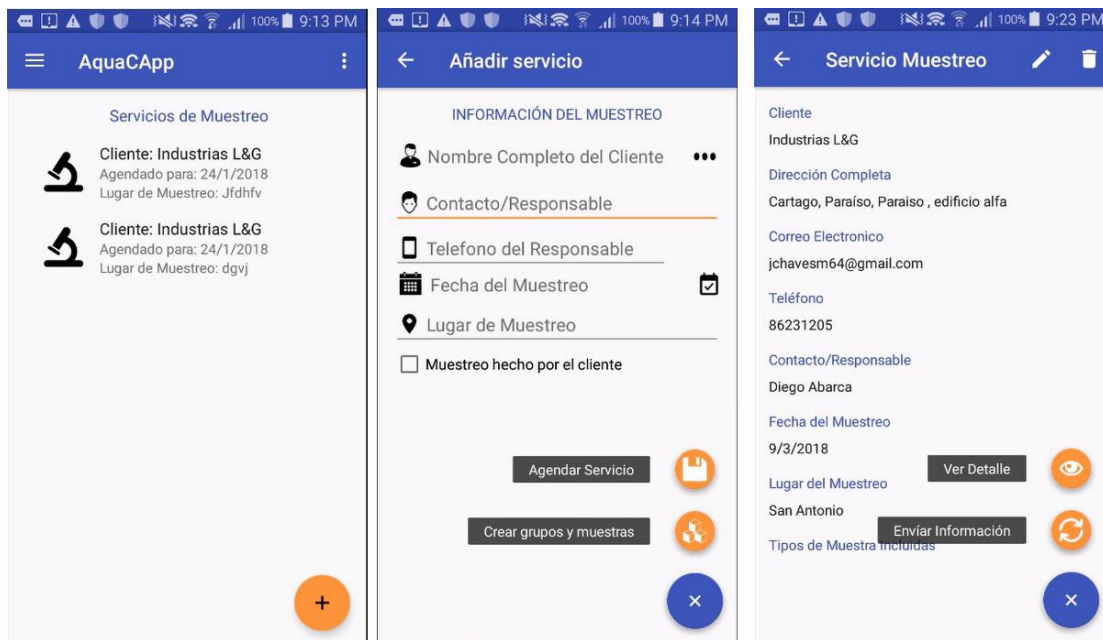 100% 9:13 PM
AquaCApp
Servicios de Muestreo
Cliente: Industrias L&G
Agendado para: 24/1/2018
Lugar de Muestreo: Jfdhfv
Cliente: Industrias L&G
Agendado para: 24/1/2018
Lugar de Muestreo: dgvj
+
100% 9:14 PM
Añadir servicio
INFORMACIÓN DEL MUESTREO
Nombre Completo del Cliente
Contacto/Responsable
Telefono del Responsable
Fecha del Muestreo
Lugar de Muestreo
Muestreo hecho por el cliente
Agendar Servicio
Crear grupos y muestras
×
100% 9:23 PM
Servicio Muestreo
Cliente
Industrias L&G
Dirección Completa
Cartago, Paraíso, Paraiso , edificio alfa
Correo Electronico
jchavesm64@gmail.com
Teléfono
86231205
Contacto/Responsable
Diego Abarca
Fecha del Muestreo
9/3/2018
Ver Detalle
Lugar del Muestreo
San Antonio
Envíar Información
Tipos de Muestra Incluidas
×